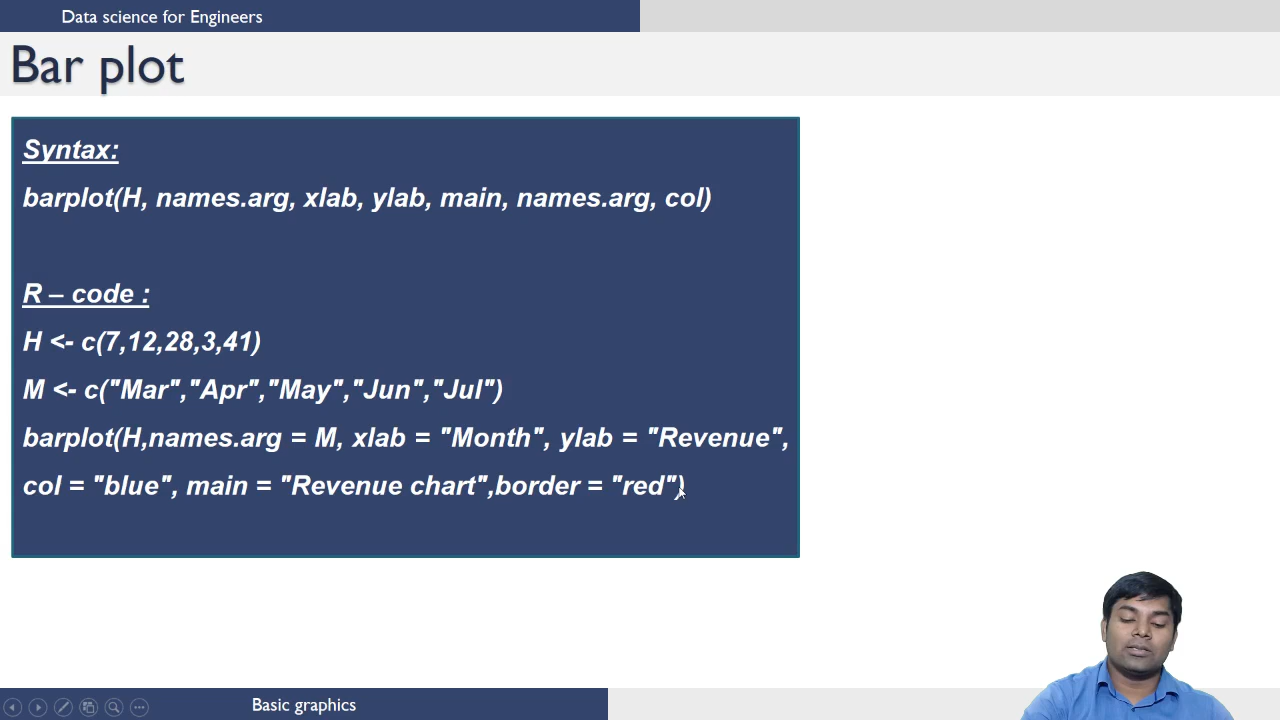 Data science for Engineers
Bar plot
Syntax:
barplot(H, names.arg, xlab, ylab, main, names.arg, col)
R – code :
H <- c(7,12,28,3,41)
M <- c("Mar","Apr","May","Jun","Jul")
barplot(H,names.arg = M, xlab = "Month", ylab = "Revenue",
col = "blue", main = "Revenue chart",border = "red")
Basic graphics